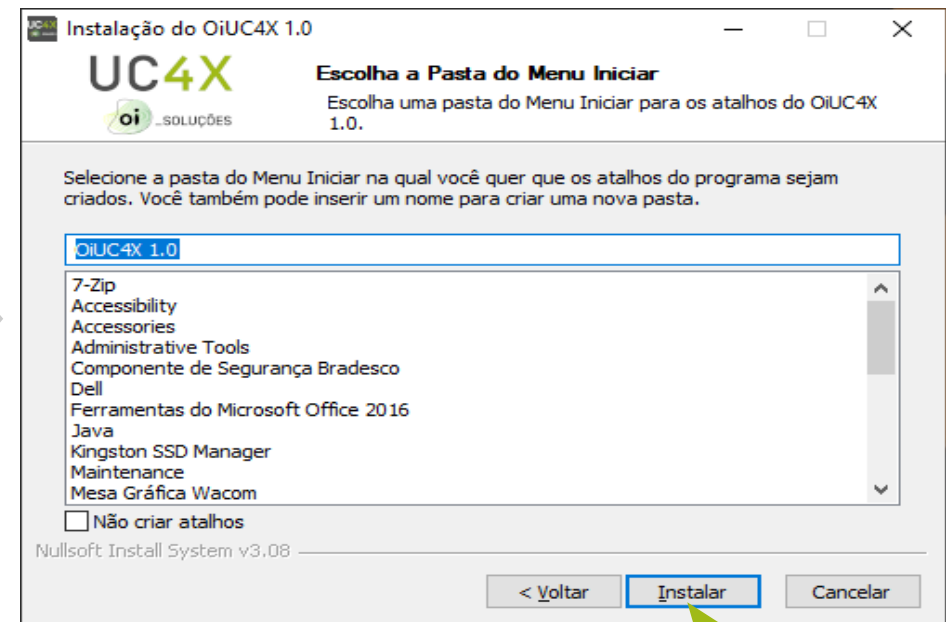 Instalação do OiUC4X 1.0
UC4X
oi _SOLUÇÕES
Escolha a Pasta do Menu Iniciar
Escolha uma pasta do Menu Iniciar para os atalhos do OiUC4X
1.0.
Selecione a pasta do Menu Iniciar na qual você quer que os atalhos do programa sejam
criados. Você também pode inserir um nome para criar uma nova pasta.
OiUC4X 1.0
7-Zip
Accessibility
Accessories
Administrative Tools
Componente de Segurança Bradesco
Dell
Ferramentas do Microsoft Office 2016
Java
Kingston SSD Manager
Maintenance
Mesa Gráfica Wacom
Não criar atalhos
Nullsoft Install System v3.08
< Voltar
Instalar
Cancelar